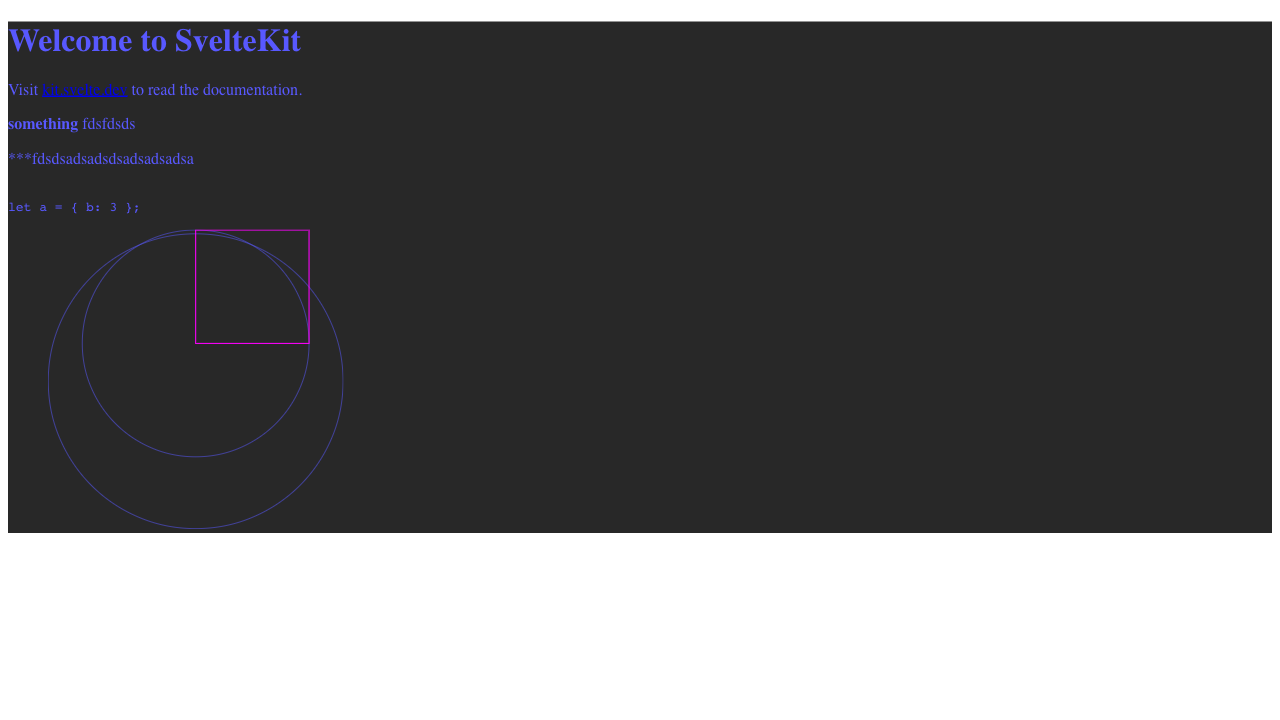 Welcome to SvelteKit
Visit kit.svelte.dev to read the documentation.
something fdsfdsds
***fdsdsadsadsdsadsadsadsa
let a = { b: 3 };